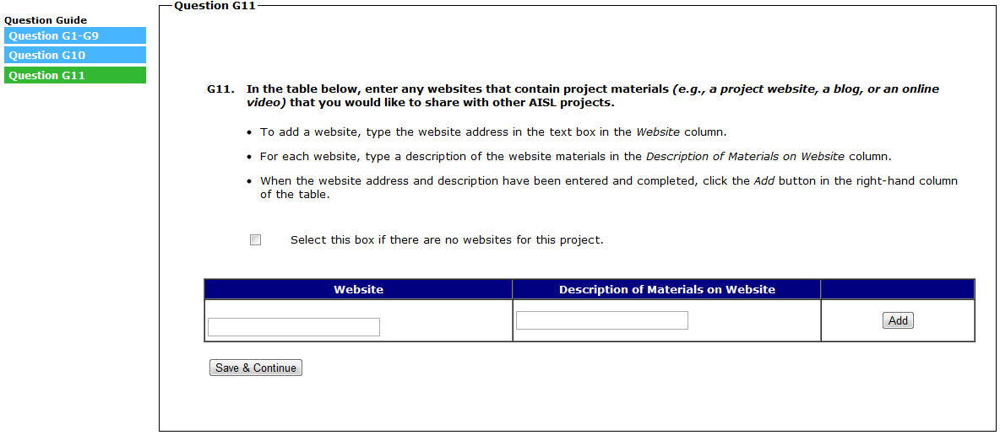 Question Guide
Question G1-G9
Question G10
Question G11
Question G11
G11. In the table below, enter any websites that contain project materials (e.g., a project website, a blog, or an online
video) that you would like to share with other AISL projects.
• To add a website, type the website address in the text box in the Website column.
• For each website, type a description of the website materials in the Description of Materials on Website column.
• When the website address and description have been entered and completed, click the Add button in the right-hand column
of the table.
Select this box if there are no websites for this project.
Website Description of Materials on Website
Add
Save & Continue